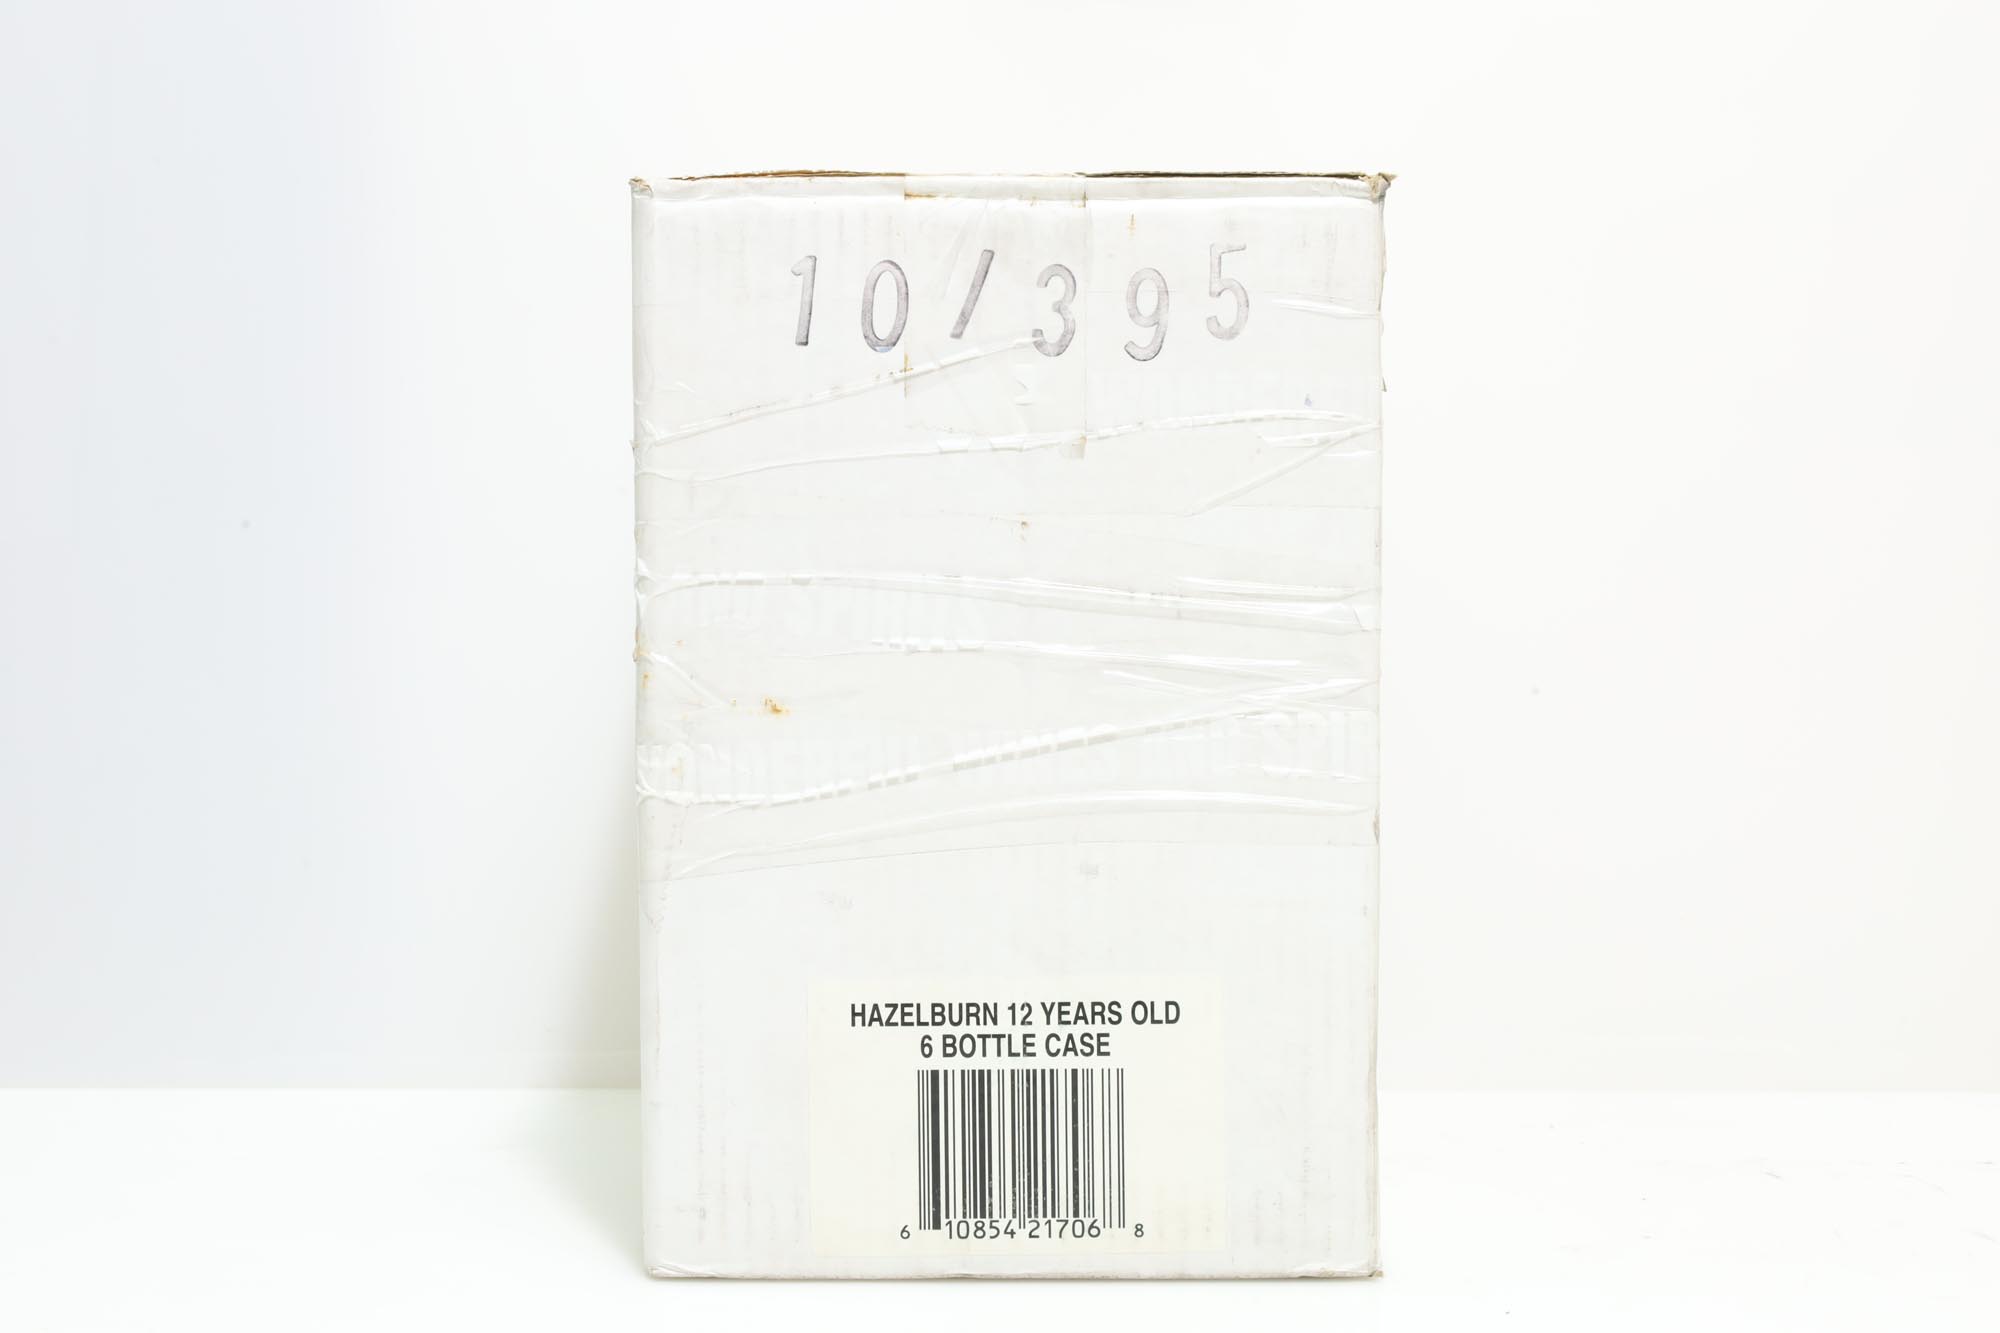 10/395
HAZELBURN 12 YEARS OLD
6 BOTTLE CASE
6 10854 21706 8